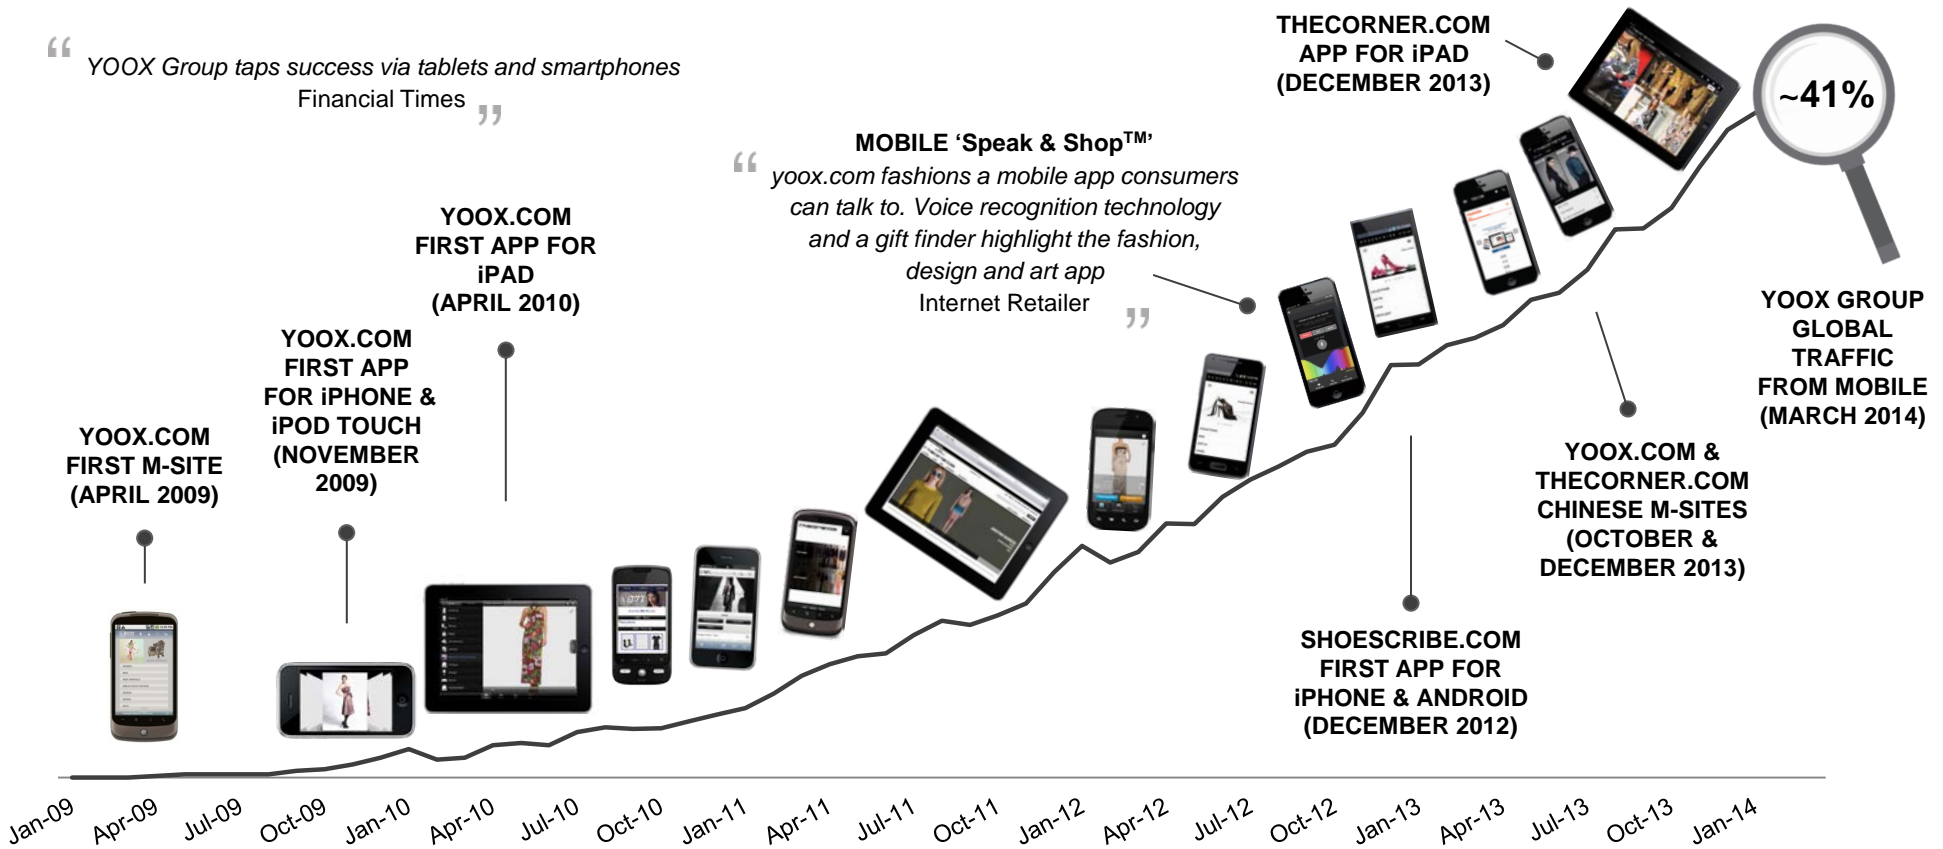 “
YOOX Group taps success via tablets and smartphones
Financial Times
”
THECORNER.COM
APP FOR iPAD
(DECEMBER 2013)
~41%
MOBILE ‘Speak & Shop™’
“
yoox.com fashions a mobile app consumers
can talk to. Voice recognition technology
and a gift finder highlight the fashion,
design and art app
Internet Retailer
”
YOOX.COM
FIRST APP FOR
iPAD
(APRIL 2010)
YOOX.COM
FIRST APP
FOR iPHONE &
iPOD TOUCH
(NOVEMBER
2009)
YOOX.COM
FIRST M-SITE
(APRIL 2009)
YOOX GROUP
GLOBAL
TRAFFIC
FROM MOBILE
(MARCH 2014)
YOOX.COM &
THECORNER.COM
CHINESE M-SITES
(OCTOBER &
DECEMBER 2013)
SHOESCRIBE.COM
FIRST APP FOR
iPHONE & ANDROID
(DECEMBER 2012)
Jan-09
Apr-09
Jul-09
Oct-09
Jan-10
Apr-10
Jul-10
Oct-10
Jan-11
Apr-11
Jul-11
Oct-11
Jan-12
Apr-12
Jul-12
Oct-12
Jan-13
Apr-13
Jul-13
Oct-13
Jan-14